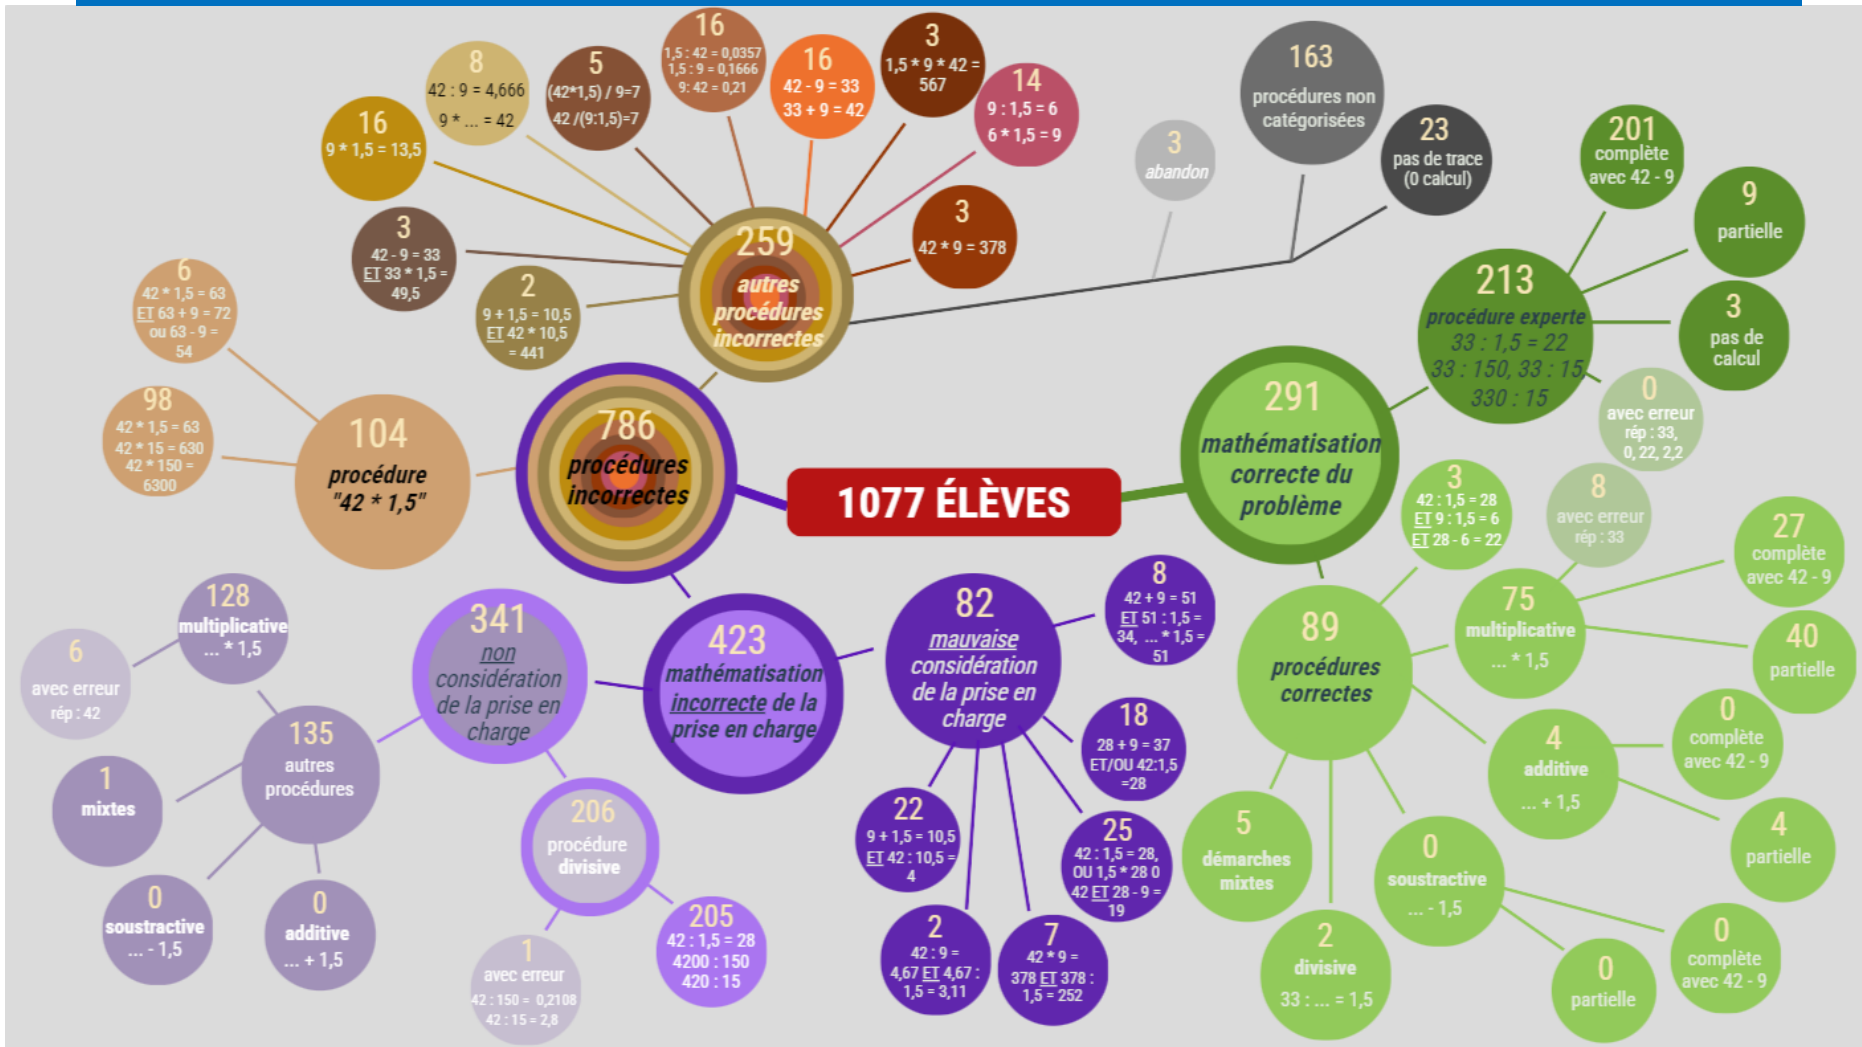 1077 ÉLÈVES
786
procédures
incorrectes
259
autres
procédures
incorrectes
2
9 + 1,5 = 10,5
ET 42 * 10,5
= 441
3
42 - 9 = 33
ET 33 * 1,5 =
49,5
16
9 * 1,5 = 13,5
8
42 : 9 = 4,666
9 * ... = 42
5
(42*1,5) / 9=7
42 /(9:1,5)=7
16
1,5 : 42 = 0,0357
1,5 : 9 = 0,1666
9: 42 = 0,21
16
42 - 9 = 33
33 + 9 = 42
3
1,5 * 9 * 42 =
567
14
9 : 1,5 = 6
6 * 1,5 = 9
3
42 * 9 = 378
3
abandon
163
procédures non
catégorisées
23
pas de trace
(0 calcul)
104
procédure
"42 * 1,5"
6
42 * 1,5 = 63
ET 63 + 9 = 72
ou 63 - 9 =
54
98
42 * 1,5 = 63
42 * 15 = 630
42 * 150 =
6300
423
mathématisation
incorrecte de la
prise en charge
341
non
considération
de la prise en
charge
135
autres
procédures
128
multiplicative
... * 1,5
6
avec erreur
rép : 42
1
mixtes
0
soustractive
... - 1,5
0
additive
... + 1,5
206
procédure
divisive
1
avec erreur
42 : 150 = 0,2108
42 : 15 = 2,8
205
42 : 1,5 = 28
4200 : 150
420 : 15
82
mauvaise
considération
de la prise en
charge
8
42 + 9 = 51
ET 51 : 1,5 =
34, ... * 1,5 =
51
18
28 + 9 = 37
ET/OU 42:1,5
=28
25
42 : 1,5 = 28,
OU 1,5 * 28 0
42 ET 28 - 9 =
19
7
42 * 9 =
378 ET 378 :
1,5 = 252
2
42 : 9 =
4,67 ET 4,67 :
1,5 = 3,11
22
9 + 1,5 = 10,5
ET 42 : 10,5 =
4
291
mathématisation
correcte du
problème
213
procédure experte
33 : 1,5 = 22
33 : 150, 33 : 15,
330 : 15
201
complète
avec 42 - 9
9
partielle
3
pas de
calcul
0
avec erreur
rép : 33,
0, 22, 2,2
89
procédures
correctes
3
42 : 1,5 = 28
ET 9 : 1,5 = 6
ET 28 - 6 = 22
75
multiplicative
... * 1,5
8
avec erreur
rép : 33
27
complète
avec 42 - 9
40
partielle
4
additive
... + 1,5
0
complète
avec 42 - 9
4
partielle
0
soustractive
... - 1,5
0
complète
avec 42 - 9
0
partielle
2
divisive
33 : ... = 1,5
5
démarches
mixtes